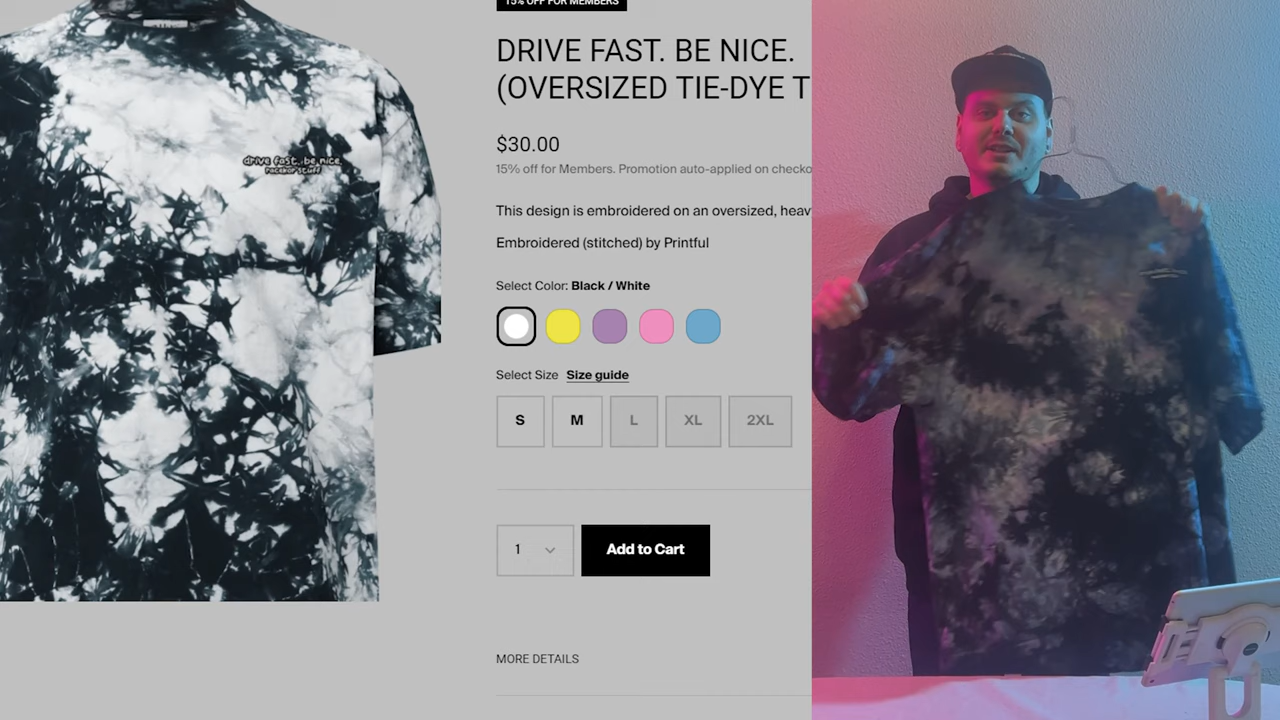 15% OFF FOR MEMBERS
DRIVE FAST. BE NICE.
(OVERSIZED TIE-DYE T
$30.00
15% off for Members. Promotion auto-applied on checko
drive fast. be nice.
racekor stuff
This design is embroidered on an oversized, heav
Embroidered (stitched) by Printful
Select Color: Black / White
Select Size Size guide
S M L XL 2XL
1 Add to Cart
MORE DETAILS